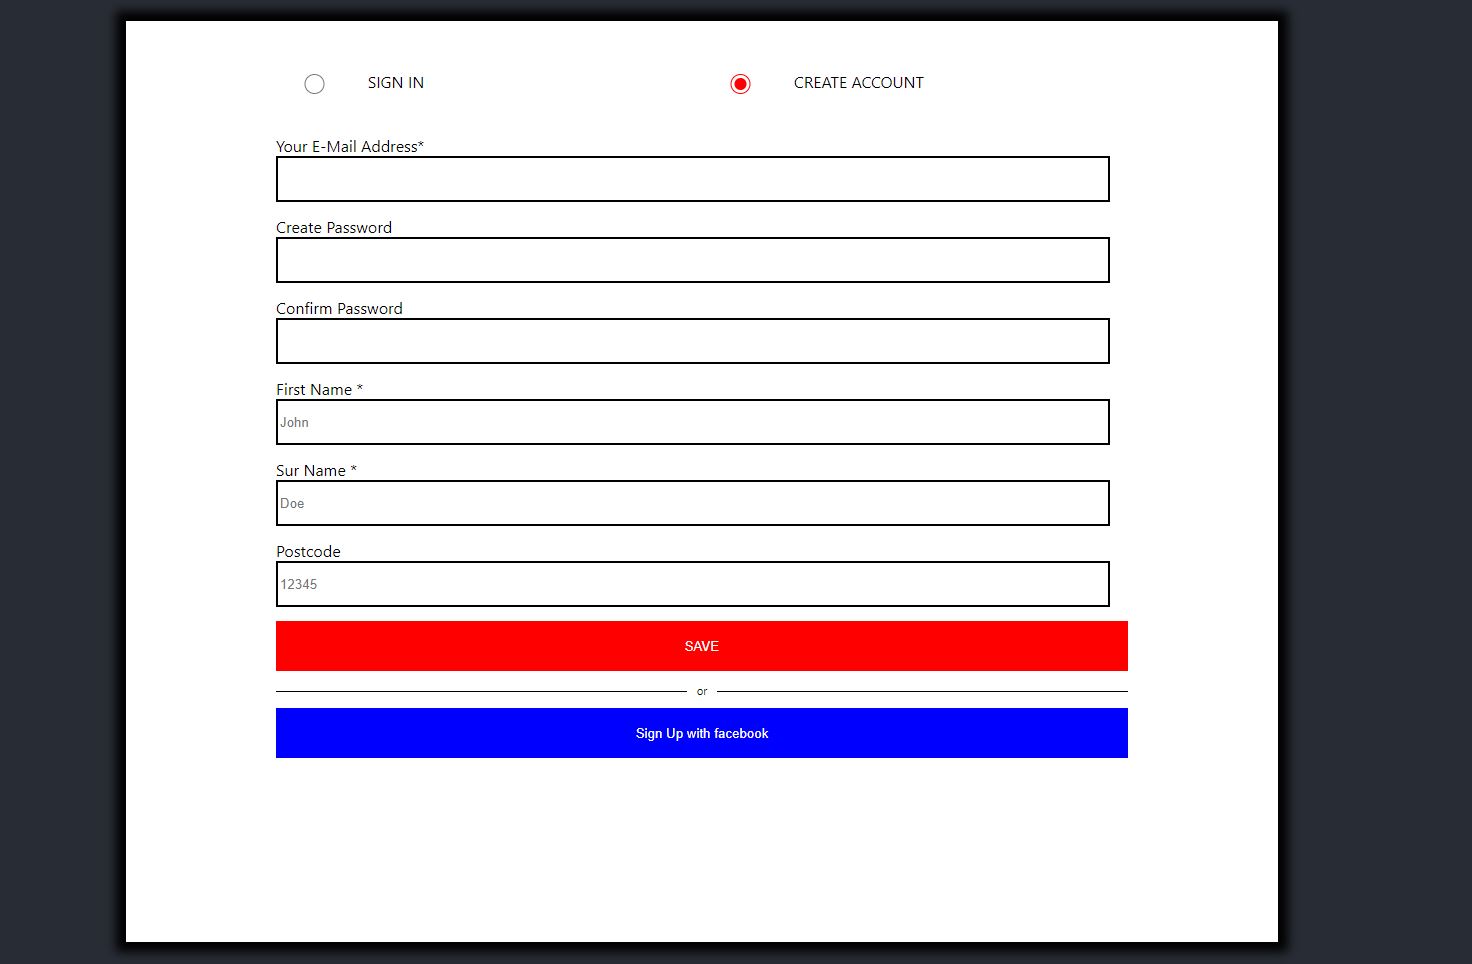 SIGN IN CREATE ACCOUNT
Your E-Mail Address*
Create Password
Confirm Password
First Name *
John
Sur Name *
Doe
Postcode
12345
SAVE
or
Sign Up with facebook